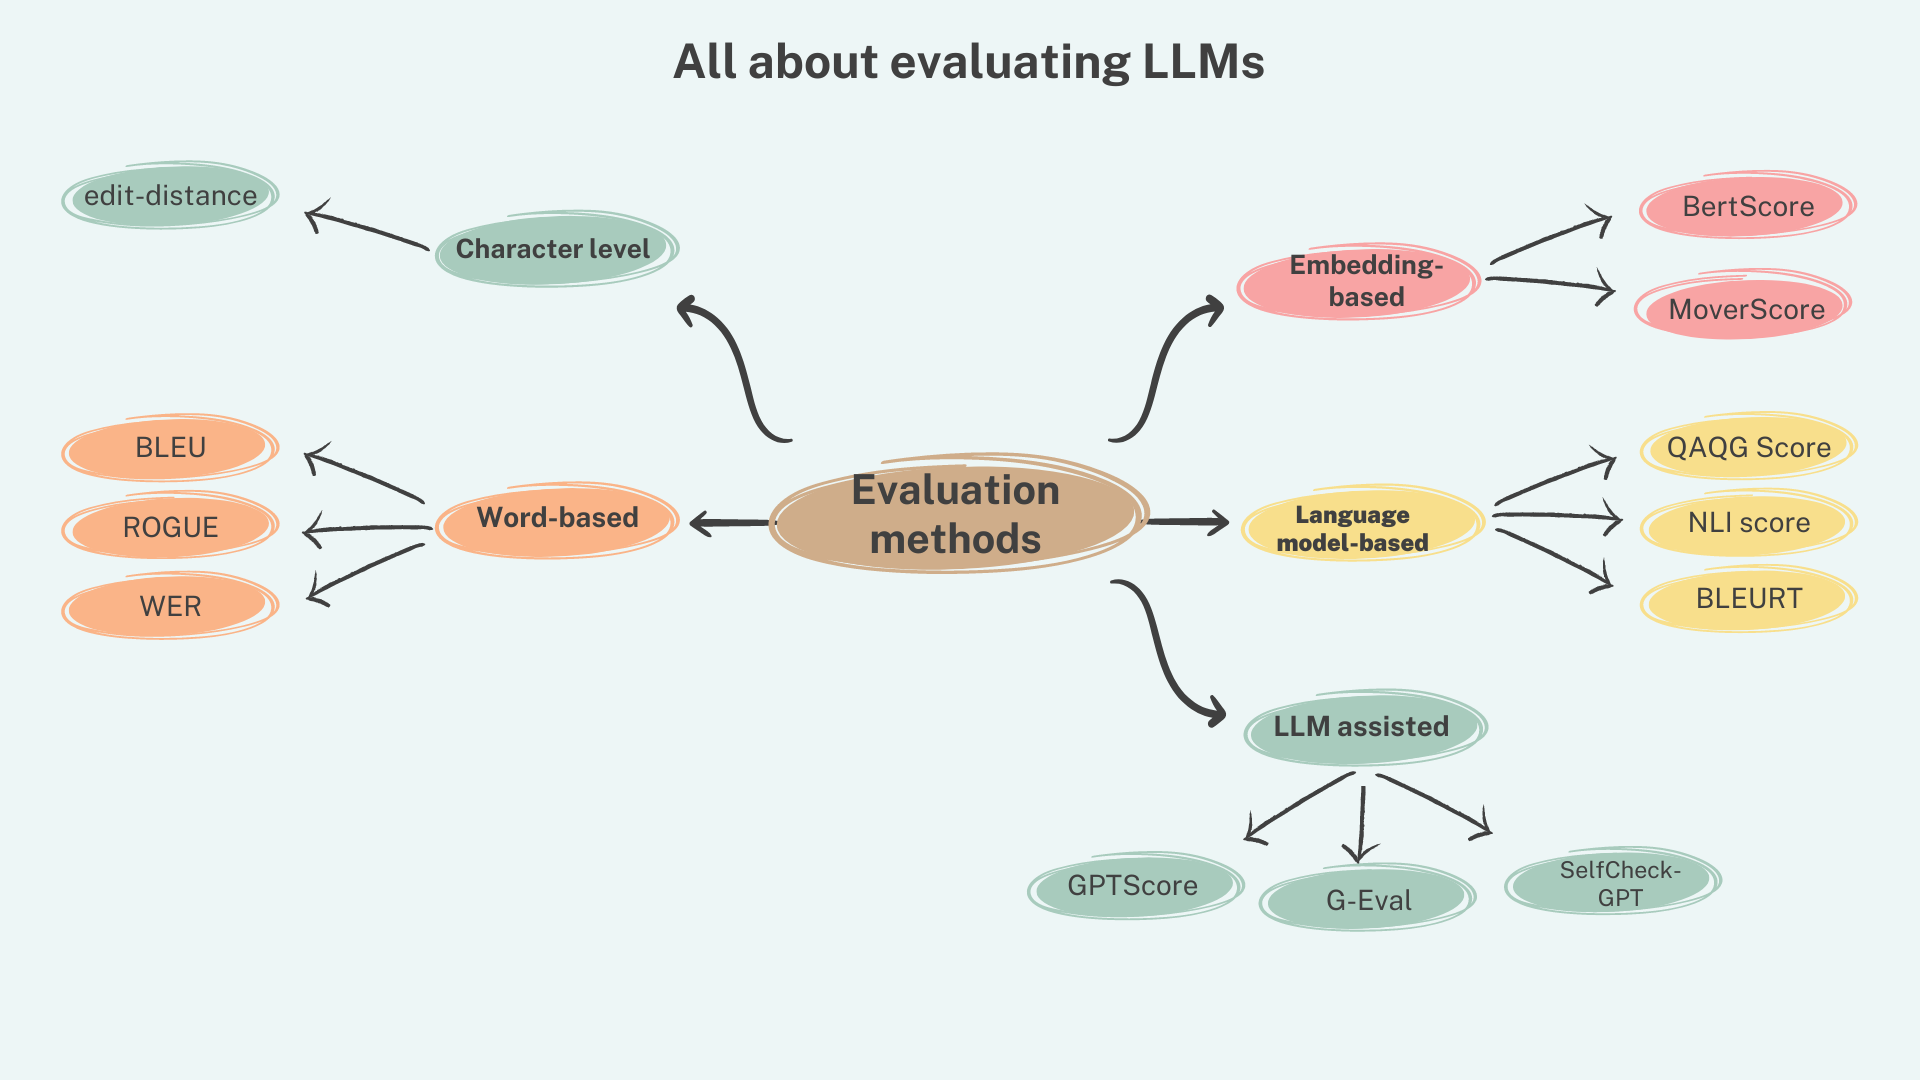 All about evaluating LLMs
edit-distance
Character level
Embedding-
based
BertScore
MoverScore
BLEU
ROGUE
WER
Word-based
Evaluation
methods
Language
model-based
QAQG Score
NLI score
BLEURT
LLM assisted
GPTScore
G-Eval
SelfCheck-
GPT